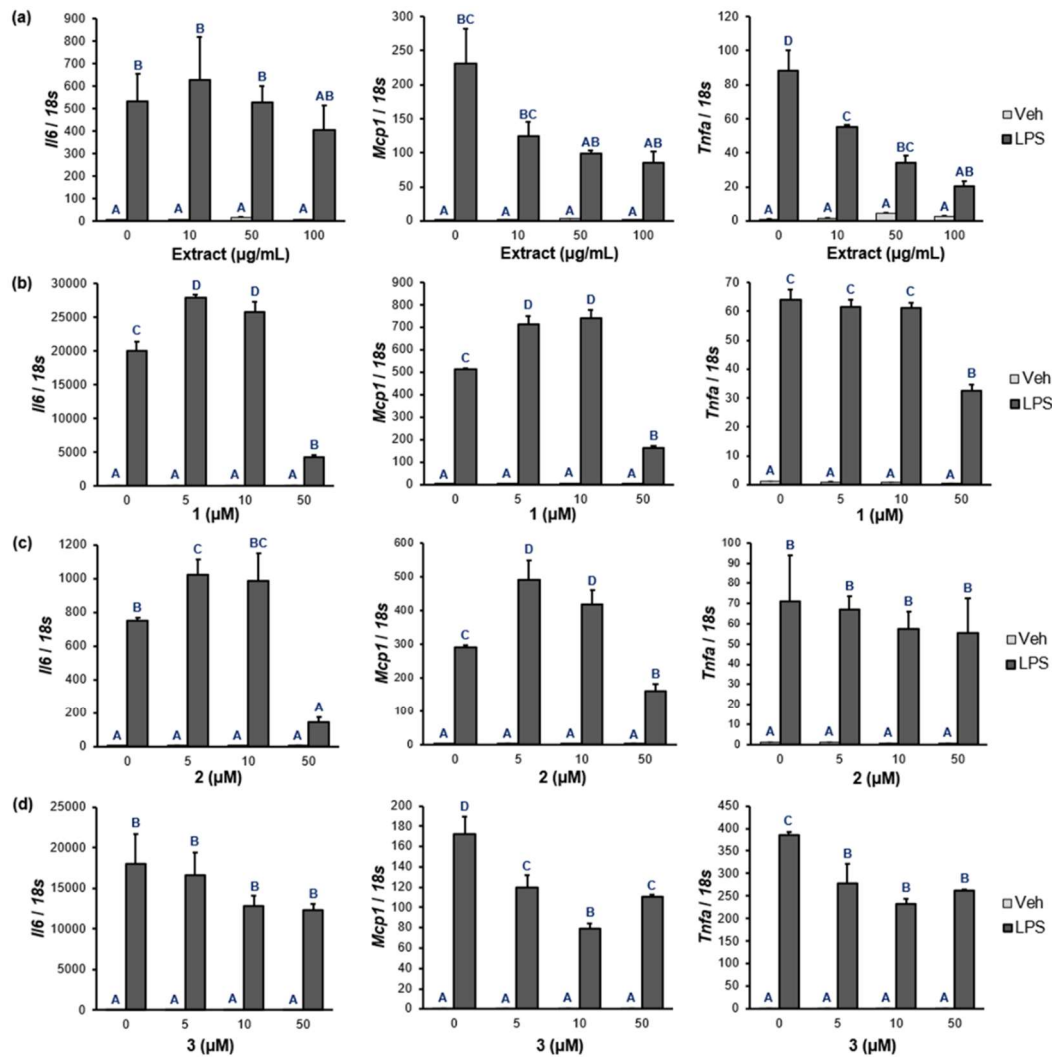 (a)
Il6 / 18s
900
800
700
600
500
400
300
200
100
0
B
B
B
AB
A
A
A
A
0 10 50 100
Extract (µg/mL)
Mcp1 / 18s
300
250
200
150
100
50
0
BC
BC
AB
AB
A
A
A
A
0 10 50 100
Extract (µg/mL)
Tnfa / 18s
120
100
80
60
40
20
0
D
C
BC
AB
A
A
A
A
0 10 50 100
Extract (µg/mL)
Veh
LPS
(b)
Il6 / 18s
30000
25000
20000
15000
10000
5000
0
C
D
D
B
A
A
A
A
0 5 10 50
1 (µM)
Mcp1 / 18s
900
800
700
600
500
400
300
200
100
0
C
D
D
B
A
A
A
A
0 5 10 50
1 (µM)
Tnfa / 18s
70
60
50
40
30
20
10
0
C
C
C
B
A
A
A
A
0 5 10 50
1 (µM)
Veh
LPS
(c)
Il6 / 18s
1200
1000
800
600
400
200
0
B
C
BC
A
A
A
A
A
0 5 10 50
2 (µM)
Mcp1 / 18s
600
500
400
300
200
100
0
C
D
D
B
A
A
A
A
0 5 10 50
2 (µM)
Tnfa / 18s
100
90
80
70
60
50
40
30
20
10
0
B
B
B
B
A
A
A
A
0 5 10 50
2 (µM)
Veh
LPS
(d)
Il6 / 18s
25000
20000
15000
10000
5000
0
B
B
B
B
A
A
A
A
0 5 10 50
3 (µM)
Mcp1 / 18s
200
180
160
140
120
100
80
60
40
20
0
D
C
B
C
A
A
A
A
0 5 10 50
3 (µM)
Tnfa / 18s
450
400
350
300
250
200
150
100
50
0
C
B
B
B
A
A
A
A
0 5 10 50
3 (µM)
Veh
LPS